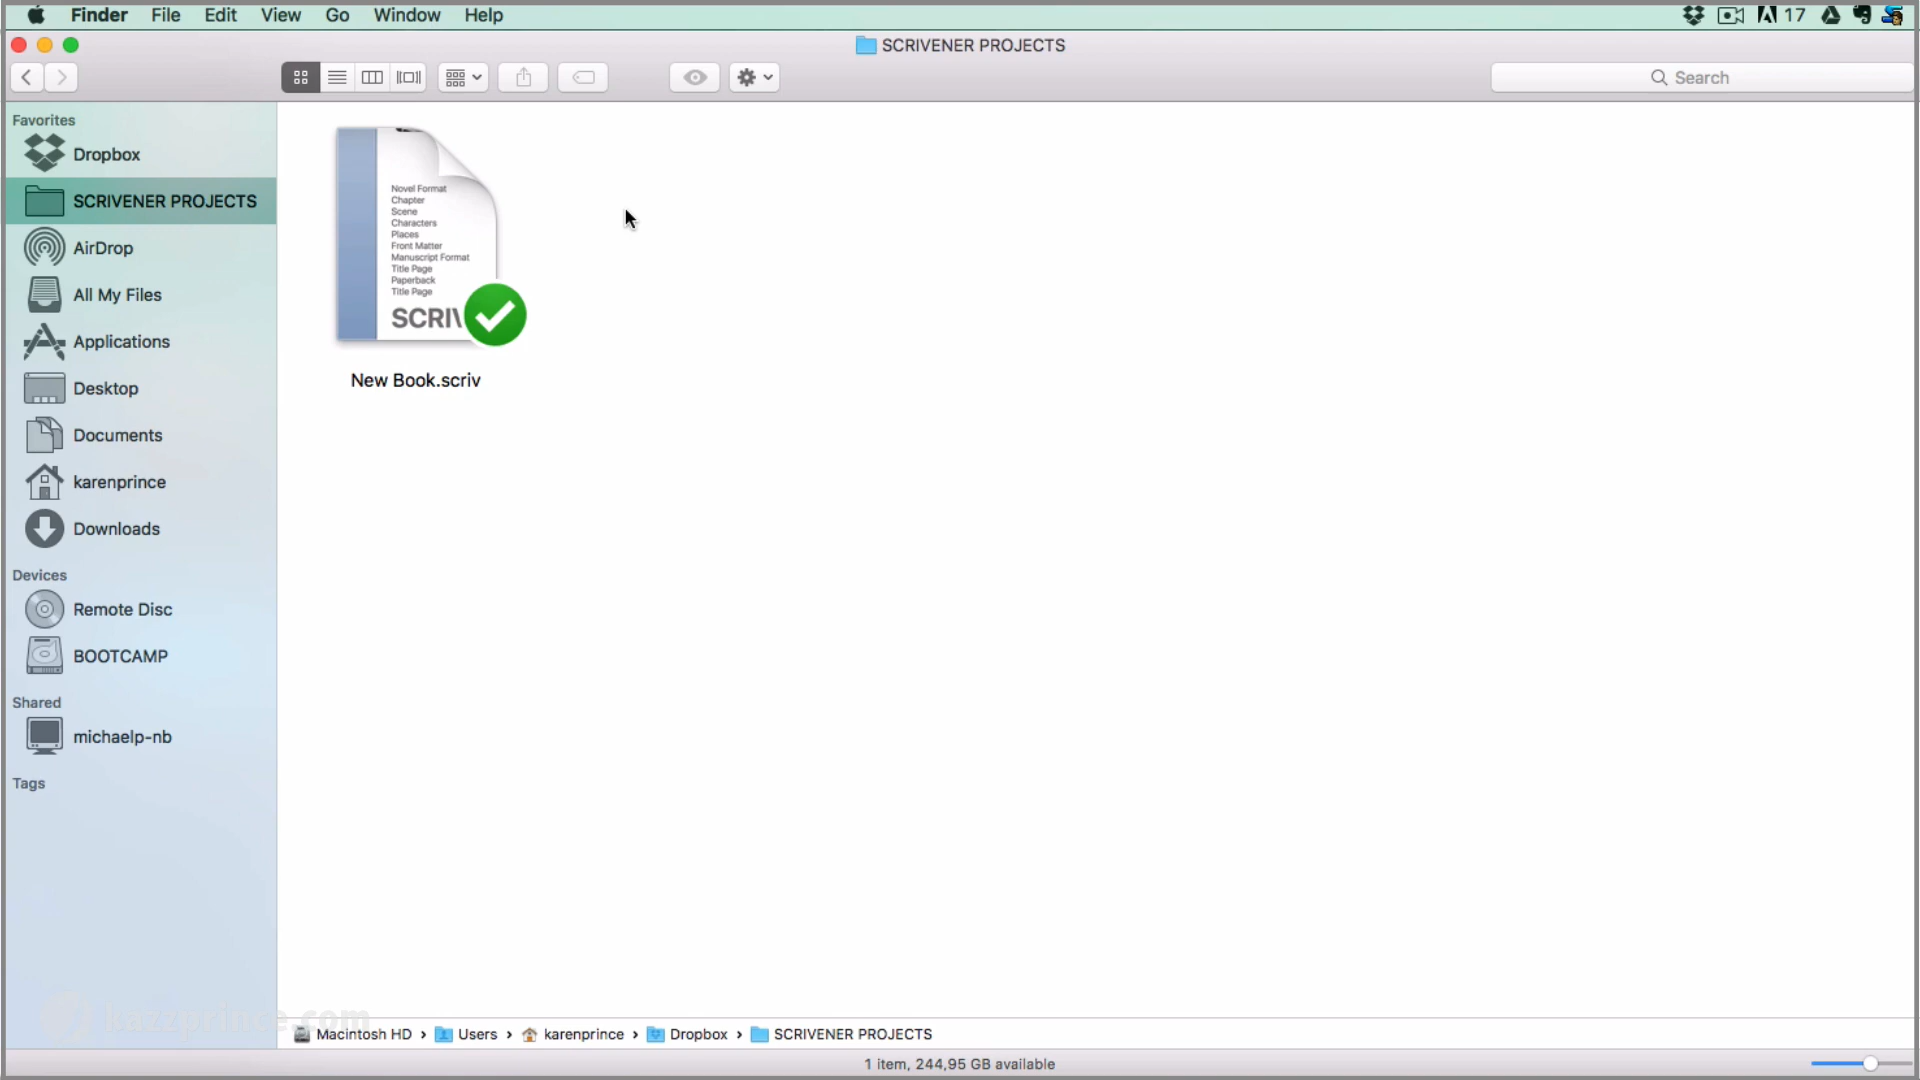 Finder File Edit View Go Window Help 17
SCRIVENER PROJECTS
Search
Favorites
Dropbox
SCRIVENER PROJECTS
AirDrop
All My Files
Applications
Desktop
Documents
karenprince
Downloads
Devices
Remote Disc
BOOTCAMP
Shared
michaelp-nb
Tags
Novel Format
Chapter
Scene
Characters
Places
Front Matter
Manuscript Format
Title Page
Paperback
Title Page
SCRIV
New Book.scriv
kazzprince.com
Macintosh HD › Users › karenprince › Dropbox › SCRIVENER PROJECTS
1 item, 244,95 GB available